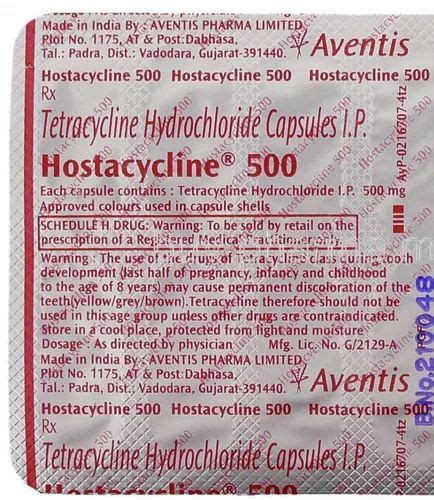 Made in India By : AVENTIS PHARMA LIMITED
Plot No. 1175, AT & Post:Dabhasa,
Tal.: Padra, Dist.: Vadodara, Gujarat-391440.
Aventis
Hostacycline 500 Hostacycline 500 Hostacycline 500
Rx
Tetracycline Hydrochloride Capsules I.P.
Hostacycline® 500
Each capsule contains : Tetracycline Hydrochloride I.P. 500 mg
Approved colours used in capsule shells
SCHEDULE H DRUG: Warning: To be sold by retail on the
prescription of a Registered Medical Practitioner only.
Warning : The use of the drugs of Tetracycline class during tooth
development (last half of pregnancy, infancy and childhood
to the age of 8 years) may cause permanent discoloration of the
teeth(yellow/grey/brown).Tetracycline therefore should not be
used in this age group unless other drugs are contraindicated.
Store in a cool place, protected from light and moisture
Dosage : As directed by physician Mfg. Lic. No. G/2129-A
AvP-0216707-4tz
Made in India By : AVENTIS PHARMA LIMITED
Plot No. 1175, AT & Post:Dabhasa,
Tal.: Padra, Dist.: Vadodara, Gujarat-391440.
Aventis
B.No.217048
Hostacycline 500 Hostacycline 500 Hostacycline 500
Rx
Tetracycline Hydrochloride Capsules I.P.
Hostacycline® 500